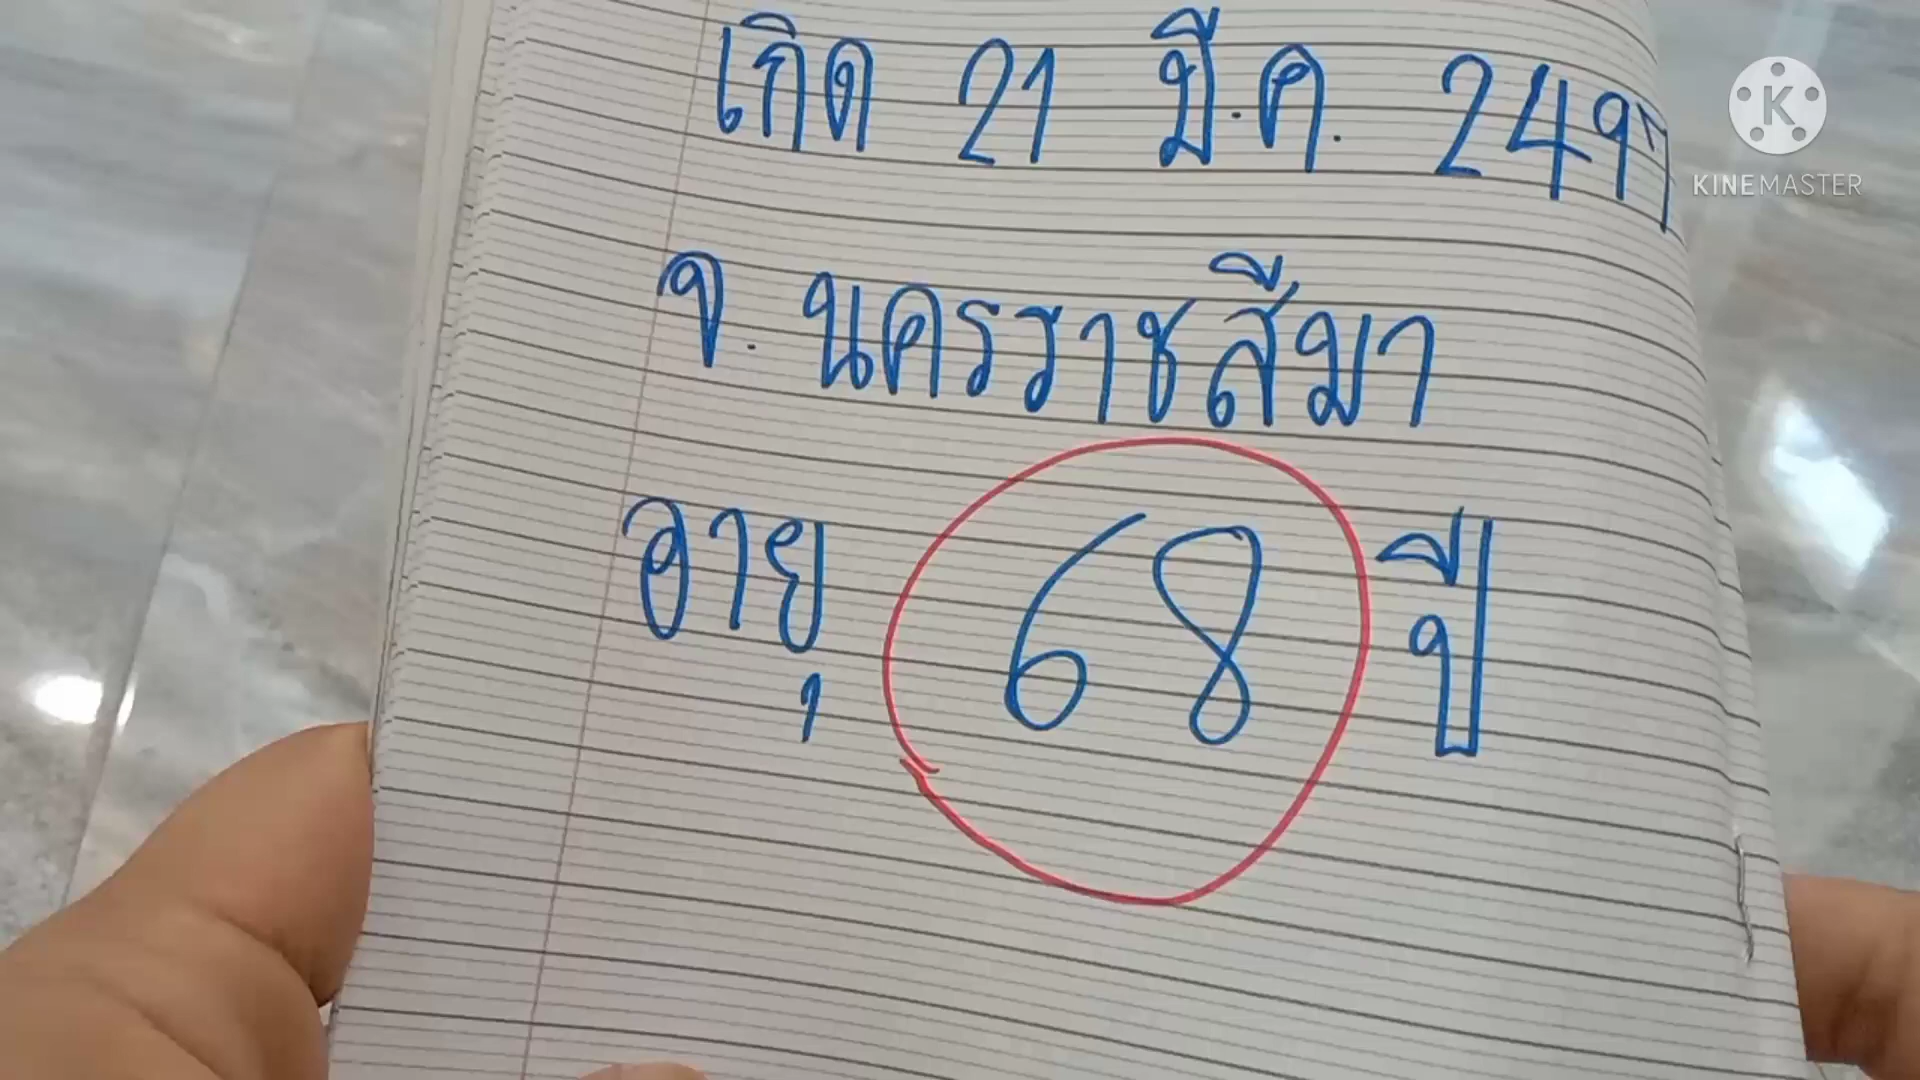 เกิด 21 มี.ค. 2497
จ. นครราชสีมา
อายุ 68 ปี
KINEMASTER